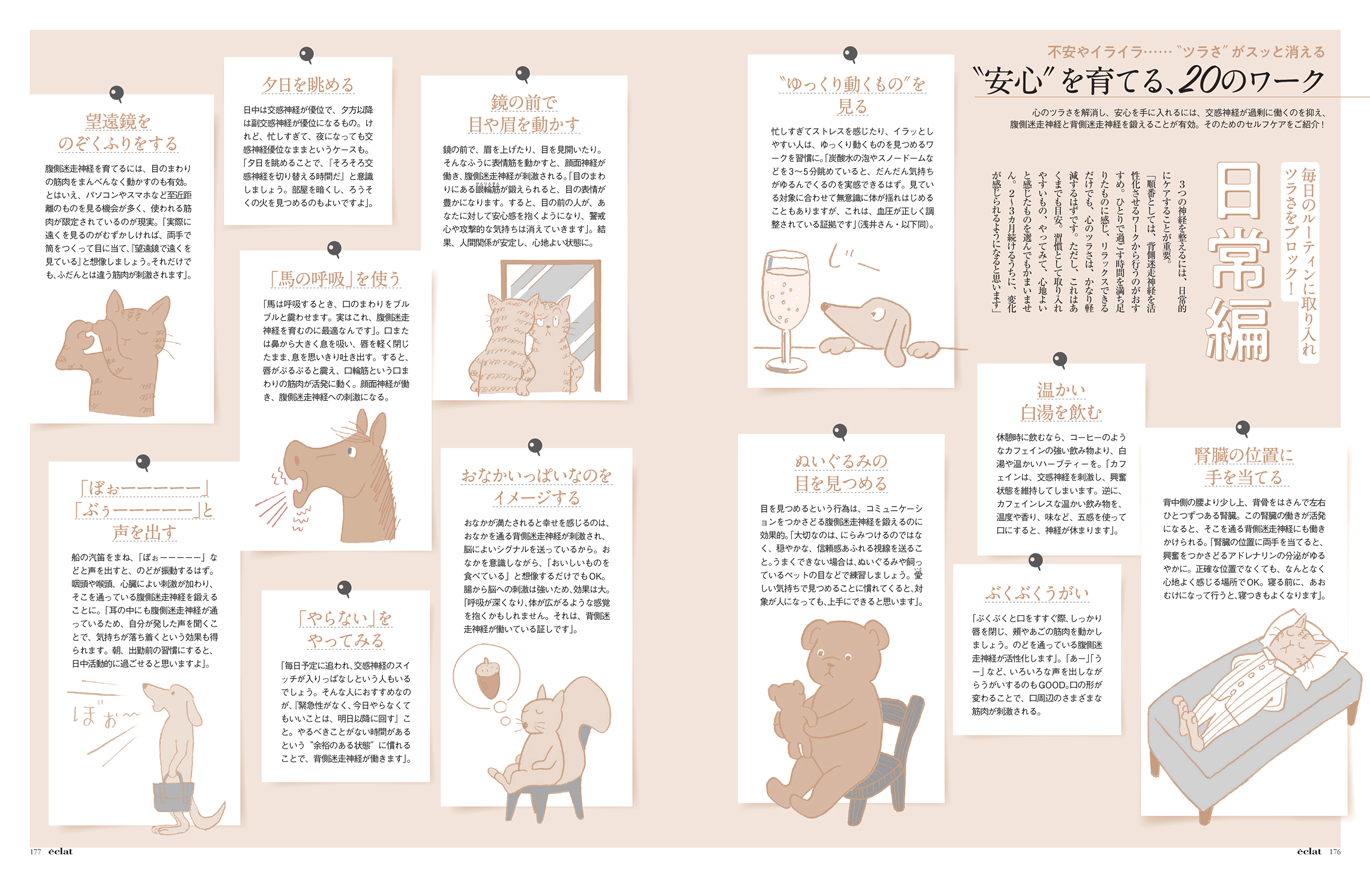 不安やイライラ……〝ツラさ〟がスッと消える
〝安心〟を育てる、20のワーク
心のツラさを解消し、安心を手に入れるには、交感神経が過剰に働くのを抑え、
腹側迷走神経と背側迷走神経を鍛えることが有効。そのためのセルフケアをご紹介！
毎日のルーティンに取り入れ
ツラさをブロック！
日常編
３つの神経を整えるには、日常的
にケアすることが重要。
「順番としては、背側迷走神経を活
性化させるワークから行うのがおす
すめ。ひとりで過ごす時間を満ち足
りたものに感じ、リラックスできる
だけでも、心のツラさは、かなり軽
減するはずです。ただし、これはあ
くまでも目安。習慣として取り入れ
やすいもの、やってみて、心地よい
と感じたものを選んでもかまいませ
ん。２〜３カ月続けるうちに、変化
が感じられるようになると思います」
〝ゆっくり動くもの〟を
見る
忙しすぎてストレスを感じたり、イラッとし
やすい人は、ゆっくり動くものを見つめるワ
ークを習慣に。「炭酸水の泡やスノードームな
どを3〜5分眺めていると、だんだん気持ち
がゆるんでくるのを実感できるはず。見てい
る対象に合わせて無意識に体が揺れはじめる
こともありますが、これは、血圧が正しく調
整されている証拠です」（浅井さん・以下同）。
じ〜
温かい
白湯を飲む
休憩時に飲むなら、コーヒーのよう
なカフェインの強い飲み物より、白
湯や温かいハーブティーを。「カフ
ェインは、交感神経を刺激し、興奮
状態を維持してしまいます。逆に、
カフェインレスな温かい飲み物を、
温度や香り、味など、五感を使って
口にすると、神経が休まります」。
腎臓の位置に
手を当てる
背中側の腰より少し上、背骨をはさんで左右
ひとつずつある腎臓。この腎臓の働きが活発
になると、そこを通る背側迷走神経にも働き
かけられる。「腎臓の位置に両手を当てると、
興奮をつかさどるアドレナリンの分泌がゆる
やかに。正確な位置でなくても、なんとなく
心地よく感じる場所でOK。寝る前に、あお
むけになって行うと、寝つきもよくなります」。
ぬいぐるみの
目を見つめる
目を見つめるという行為は、コミュニケーシ
ョンをつかさどる腹側迷走神経を鍛えるのに
効果的。「大切なのは、にらみつけるのではな
く、穏やかな、信頼感あふれる視線を送るこ
と。うまくできない場合は、ぬいぐるみや飼っ
ているペットの目などで練習しましょう。愛
しい気持ちで見つめることに慣れてくると、対
象が人になっても、上手にできると思います」。
ぶくぶくうがい
「ぶくぶくと口をすすぐ際、しっかり
唇を閉じ、頬やあごの筋肉を動かし
ましょう。のどを通っている腹側迷
走神経が活性化します」。「あー」「う
ー」など、いろいろな声を出しなが
らうがいするのもGOOD。口の形が
変わることで、口周辺のさまざまな
筋肉が刺激される。
鏡の前で
目や眉を動かす
鏡の前で、眉を上げたり、目を見開いたり。
そんなふうに表情筋を動かすと、顔面神経が
働き、腹側迷走神経が刺激される。「目のまわ
りにある眼輪筋が鍛えられると、目の表情が
豊かになります。すると、目の前の人が、あ
なたに対して安心感を抱くようになり、警戒
心や攻撃的な気持ちは消えていきます」。結
果、人間関係が安定し、心地よい状態に。
夕日を眺める
日中は交感神経が優位で、夕方以降
は副交感神経が優位になるもの。け
れど、忙しすぎて、夜になっても交
感神経優位なままというケースも。
「夕日を眺めることで、『そろそろ交
感神経を切り替える時間だ』と意識
しましょう。部屋を暗くし、ろうそ
くの火を見つめるのもよいですよ」。
望遠鏡を
のぞくふりをする
腹側迷走神経を育てるには、目のまわり
の筋肉をまんべんなく動かすのも有効。
とはいえ、パソコンやスマホなど至近距
離のものを見る機会が多く、使われる筋
肉が限定されているのが現実。「実際に
遠くを見るのがむずかしければ、両手で
筒をつくって目に当て、『望遠鏡で遠くを
見ている』と想像しましょう。それだけで
も、ふだんとは違う筋肉が刺激されます」。
「馬の呼吸」を使う
「馬は呼吸するとき、口のまわりをブル
ブルと震わせます。実はこれ、腹側迷走
神経を育むのに最適なんです」。口また
は鼻から大きく息を吸い、唇を軽く閉じ
たまま、息を思いきり吐き出す。すると、
唇がぶるぶると震え、口輪筋という口ま
わりの筋肉が活発に動く。顔面神経が働
き、腹側迷走神経への刺激になる。
おなかいっぱいなのを
イメージする
おなかが満たされると幸せを感じるのは、
おなかを通る背側迷走神経が刺激され、
脳によいシグナルを送っているから。お
なかを意識しながら、「おいしいものを
食べている」と想像するだけでもOK。
腸から脳への刺激は強いため、効果は大。
「呼吸が深くなり、体が広がるような感覚
を抱くかもしれません。それは、背側迷
走神経が働いている証しです」。
「ぼぉーーーーー」
「ぶぅーーーーー」と
声を出す
船の汽笛をまね、「ぼぉーーーーー」な
どと声を出すと、のどが振動するはず。
咽頭や喉頭、心臓によい刺激が加わり、
そこを通っている腹側迷走神経を鍛える
ことに。「耳の中にも腹側迷走神経が通
っているため、自分が発した声を聞くこ
とで、気持ちが落ち着くという効果も得
られます。朝、出勤前の習慣にすると、
日中活動的に過ごせると思いますよ」。
ぼぉ〜
「やらない」を
やってみる
「毎日予定に追われ、交感神経のスイ
ッチが入りっぱなしという人もいる
でしょう。そんな人におすすめなの
が、『緊急性がなく、今日やらなくて
もいいことは、明日以降に回す』こ
と。やるべきことがない時間がある
という〝余裕のある状態〟に慣れる
ことで、背側迷走神経が働きます」。
177 éclat
éclat 176